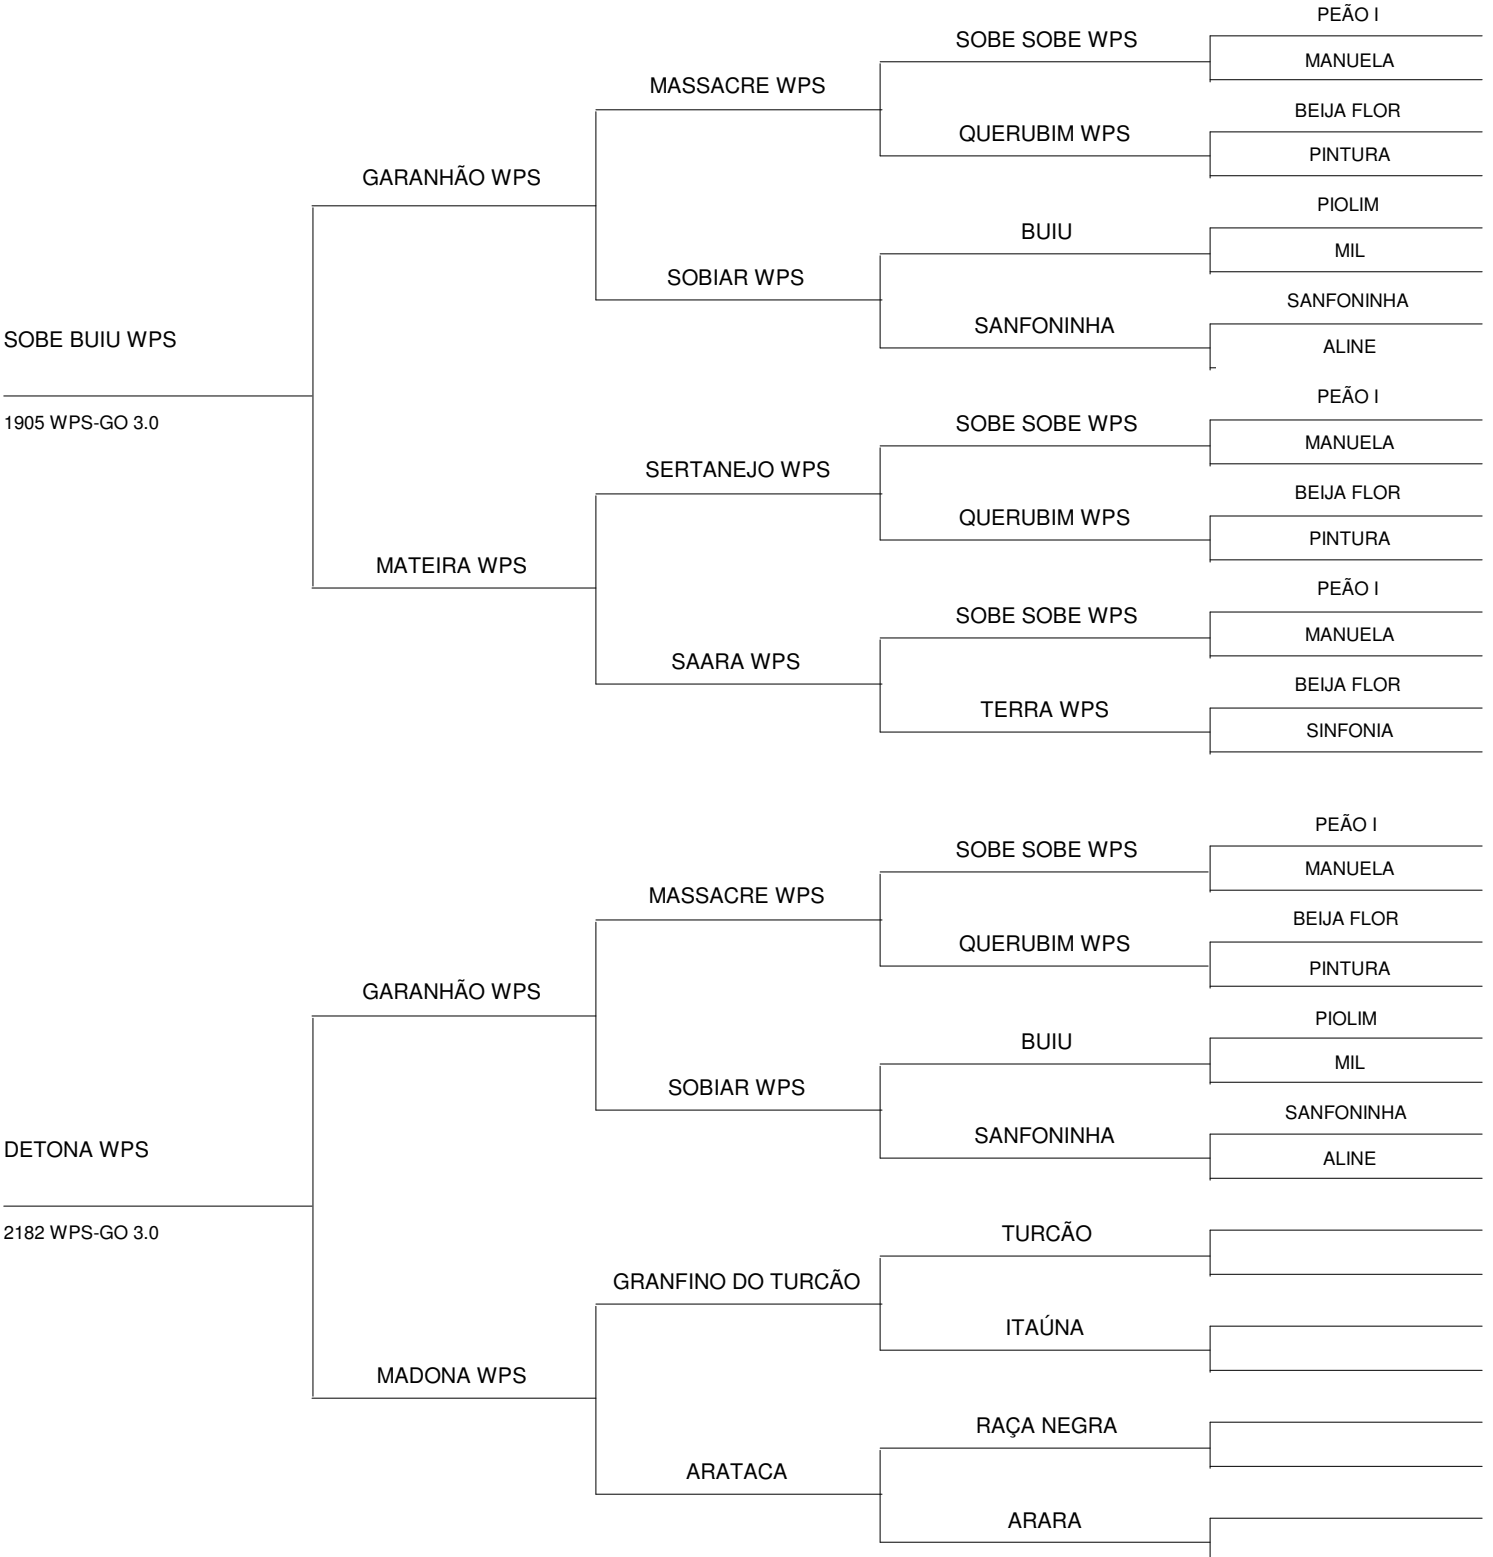 PEÃO I
SOBE SOBE WPS
MANUELA
MASSACRE WPS
BEIJA FLOR
QUERUBIM WPS
PINTURA
GARANHÃO WPS
PIOLIM
BUIU
MIL
SOBIAR WPS
SANFONINHA
SANFONINHA
ALINE
SOBE BUIU WPS
1905 WPS-GO 3.0
PEÃO I
SOBE SOBE WPS
MANUELA
SERTANEJO WPS
BEIJA FLOR
QUERUBIM WPS
PINTURA
MATEIRA WPS
PEÃO I
SOBE SOBE WPS
MANUELA
SAARA WPS
BEIJA FLOR
TERRA WPS
SINFONIA
PEÃO I
SOBE SOBE WPS
MANUELA
MASSACRE WPS
BEIJA FLOR
QUERUBIM WPS
PINTURA
GARANHÃO WPS
PIOLIM
BUIU
MIL
SOBIAR WPS
SANFONINHA
SANFONINHA
ALINE
DETONA WPS
2182 WPS-GO 3.0
TURCÃO
GRANFINO DO TURCÃO
ITAÚNA
MADONA WPS
RAÇA NEGRA
ARATACA
ARARA